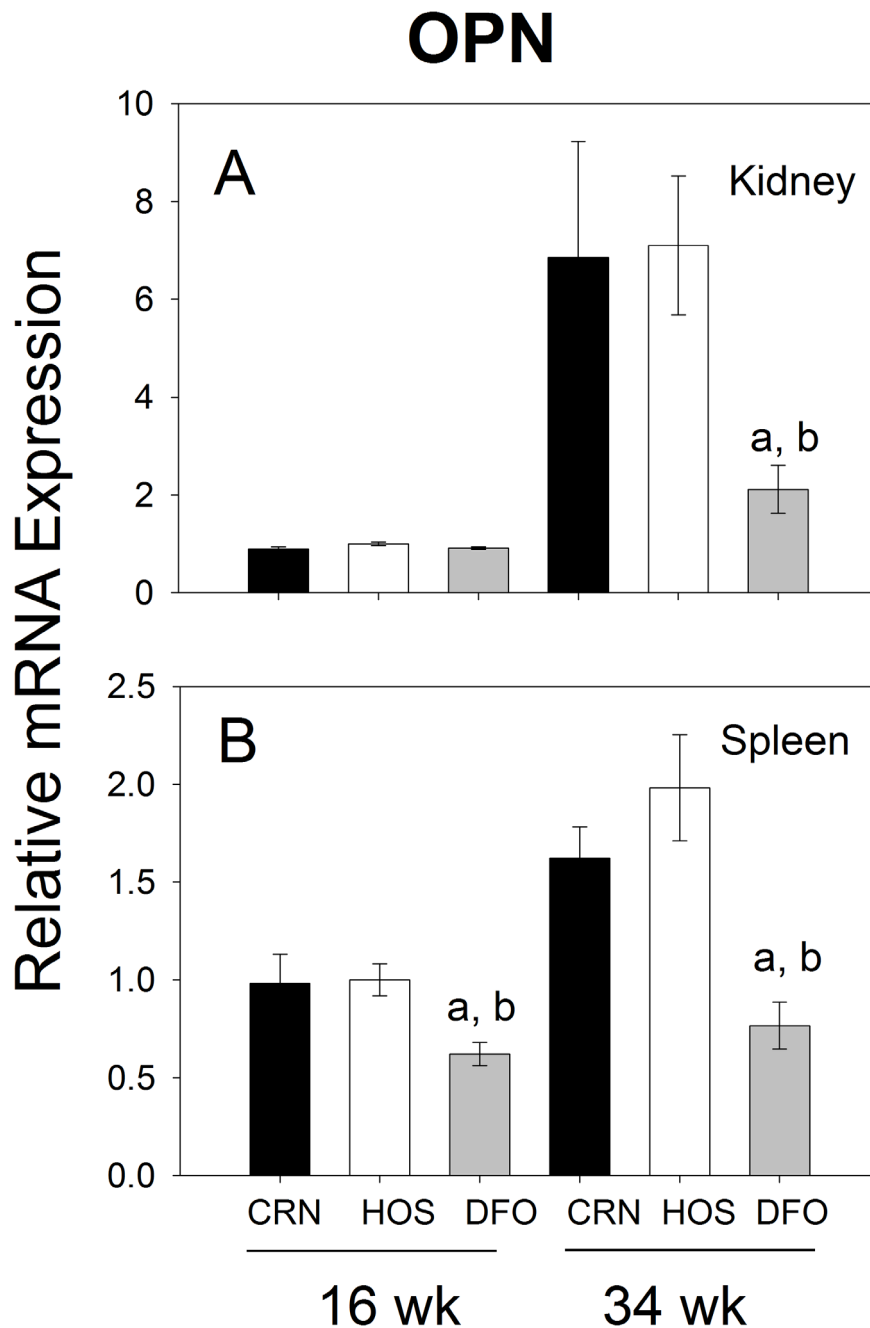 OPN
Relative mRNA Expression
10
A
Kidney
8
6
4
a, b
2
0
2.5
B
Spleen
2.0
1.5
1.0
a, b
a, b
0.5
0.0
CRN HOS DFO CRN HOS DFO
16 wk 34 wk